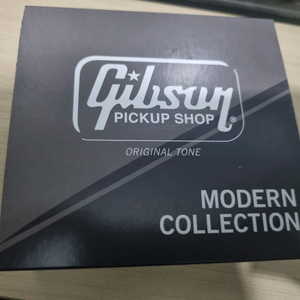 Gibson
PICKUP SHOP®
ORIGINAL TONE
MODERN
COLLECTION